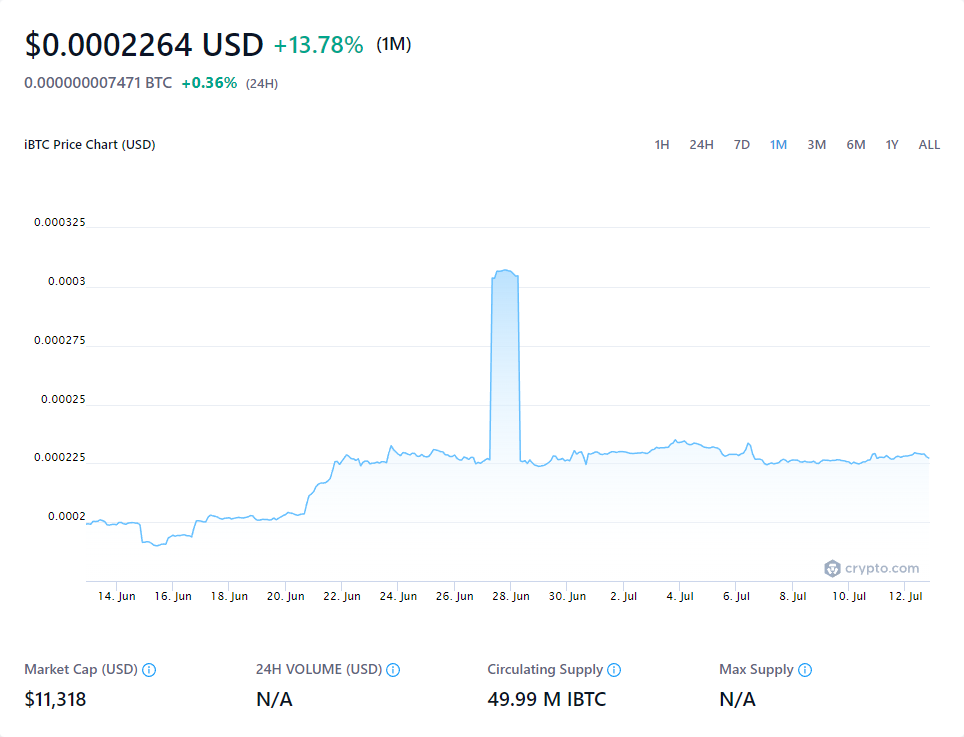 $0.0002264 USD +13.78% (1M)
0.000000007471 BTC +0.36% (24H)
iBTC Price Chart (USD) 1H 24H 7D 1M 3M 6M 1Y ALL
0.000325
0.0003
0.000275
0.00025
0.000225
0.0002
crypto.com
14. Jun 16. Jun 18. Jun 20. Jun 22. Jun 24. Jun 26. Jun 28. Jun 30. Jun 2. Jul 4. Jul 6. Jul 8. Jul 10. Jul 12. Jul
Market Cap (USD) 24H VOLUME (USD) Circulating Supply Max Supply
$11,318 N/A 49.99 M IBTC N/A